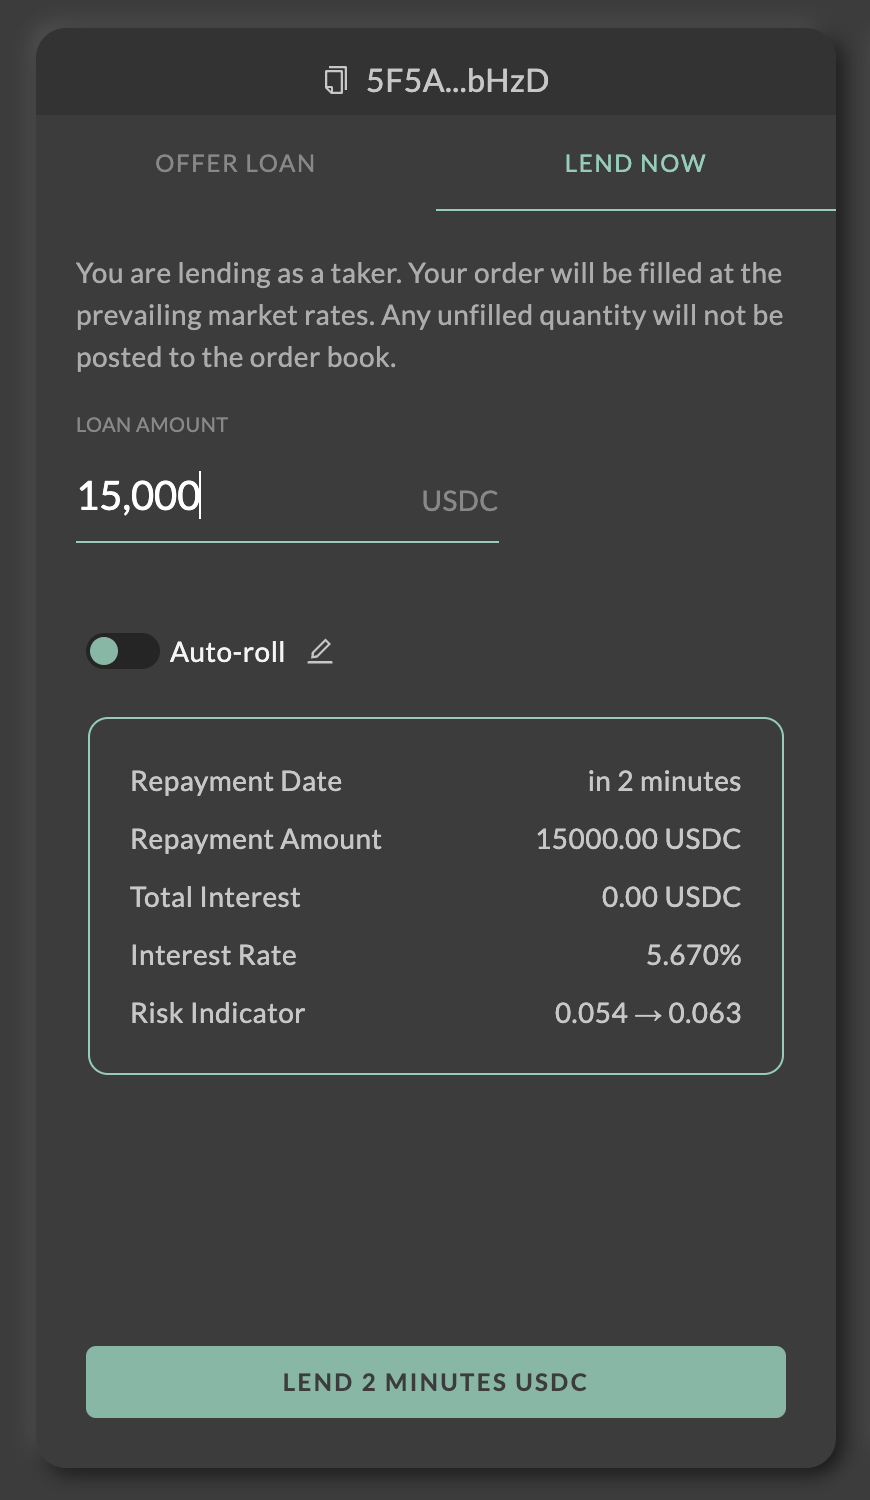 5F5A...bHzD
OFFER LOAN
LEND NOW
You are lending as a taker. Your order will be filled at the
prevailing market rates. Any unfilled quantity will not be
posted to the order book.
LOAN AMOUNT
15,000 USDC
Auto-roll
Repayment Date in 2 minutes
Repayment Amount 15000.00 USDC
Total Interest 0.00 USDC
Interest Rate 5.670%
Risk Indicator 0.054 → 0.063
LEND 2 MINUTES USDC